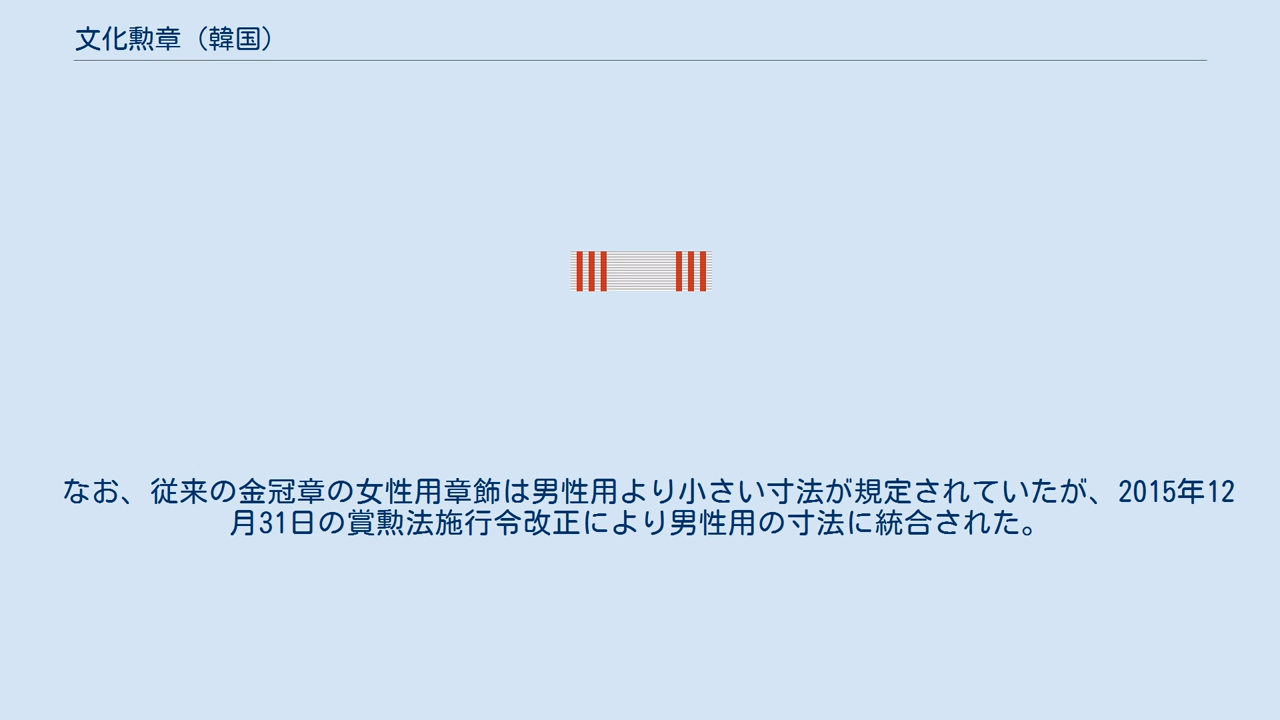 文化勲章（韓国）
なお、従来の金冠章の女性用章飾は男性用より小さい寸法が規定されていたが、2015年12
月31日の賞勲法施行令改正により男性用の寸法に統合された。